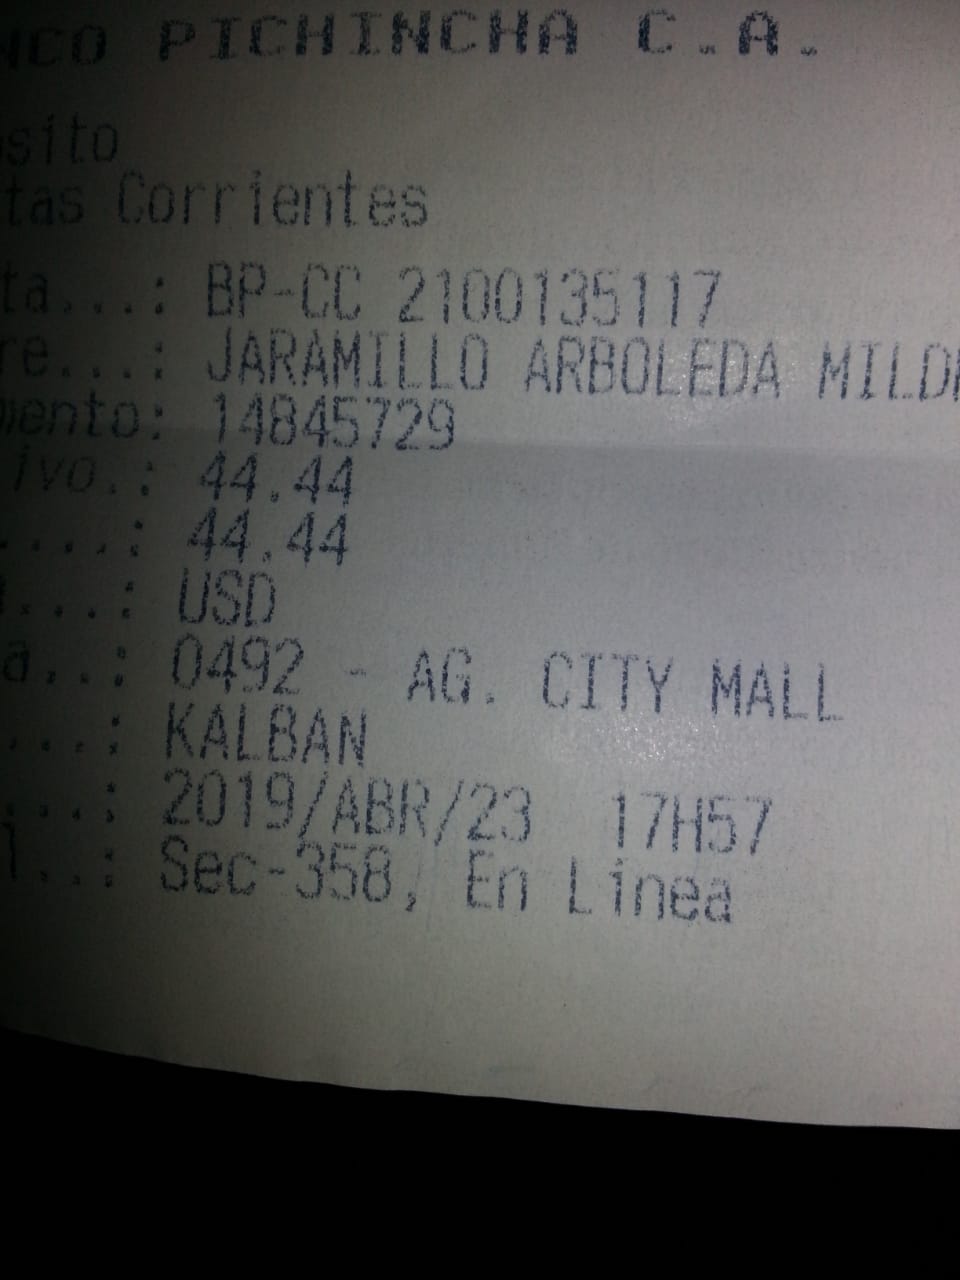 NCO PICHINCHA C.A.
sito
tas Corrientes
ta...: BP-CC 2100135117
re...: JARAMILLO ARBOLEDA MILD
mento: 14845729
ivo.: 44.44
....: 44.44
...: USD
a..: 0492 - AG. CITY MALL
...: KALBAN
...: 2019/ABR/23 17H57
l..: Sec-358, En Linea